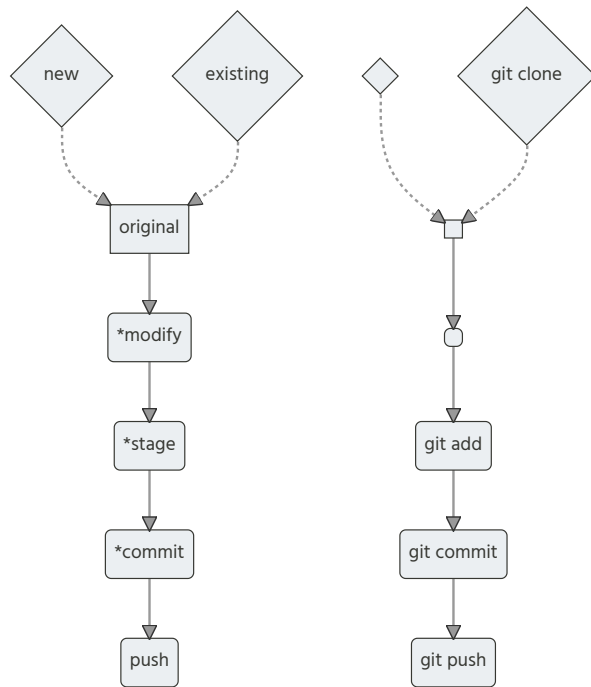 new
existing
git clone
original
*modify
*stage
git add
*commit
git commit
push
git push